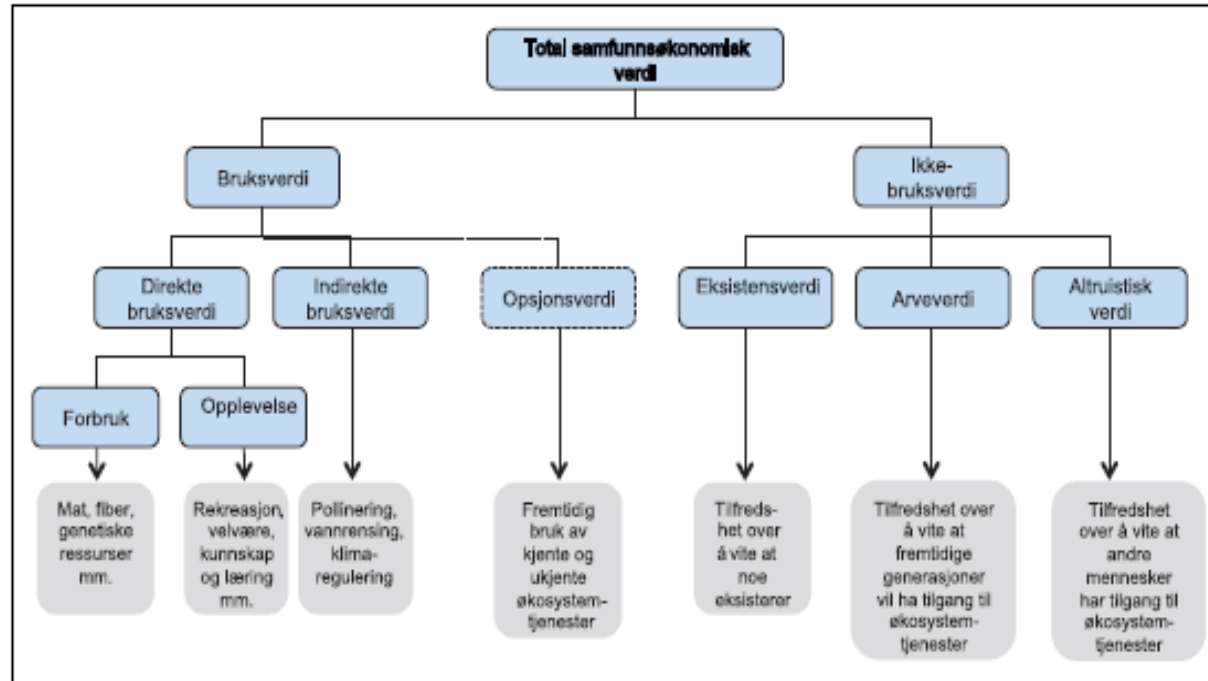 Total samfunnsøkonomisk
verdi
Bruksverdi
Ikke-
bruksverdi
Direkte
bruksverdi
Indirekte
bruksverdi
Opsjonsverdi
Eksistensverdi
Arveverdi
Altruistisk
verdi
Forbruk
Opplevelse
Mat, fiber,
genetiske
ressurser
mm.
Rekreasjon,
velvære,
kunnskap
og læring
mm.
Pollinering,
vannrensing,
klima-
regulering
Fremtidig
bruk av
kjente og
ukjente
økosystem-
tjenester
Tilfreds-
het over
å vite at
noe
eksisterer
Tilfredshet over
å vite at
fremtidige
generasjoner
vil ha tilgang til
økosystem-
tjenester
Tilfredshet
over å vite at
andre
mennesker
har tilgang til
økosystem-
tjenester